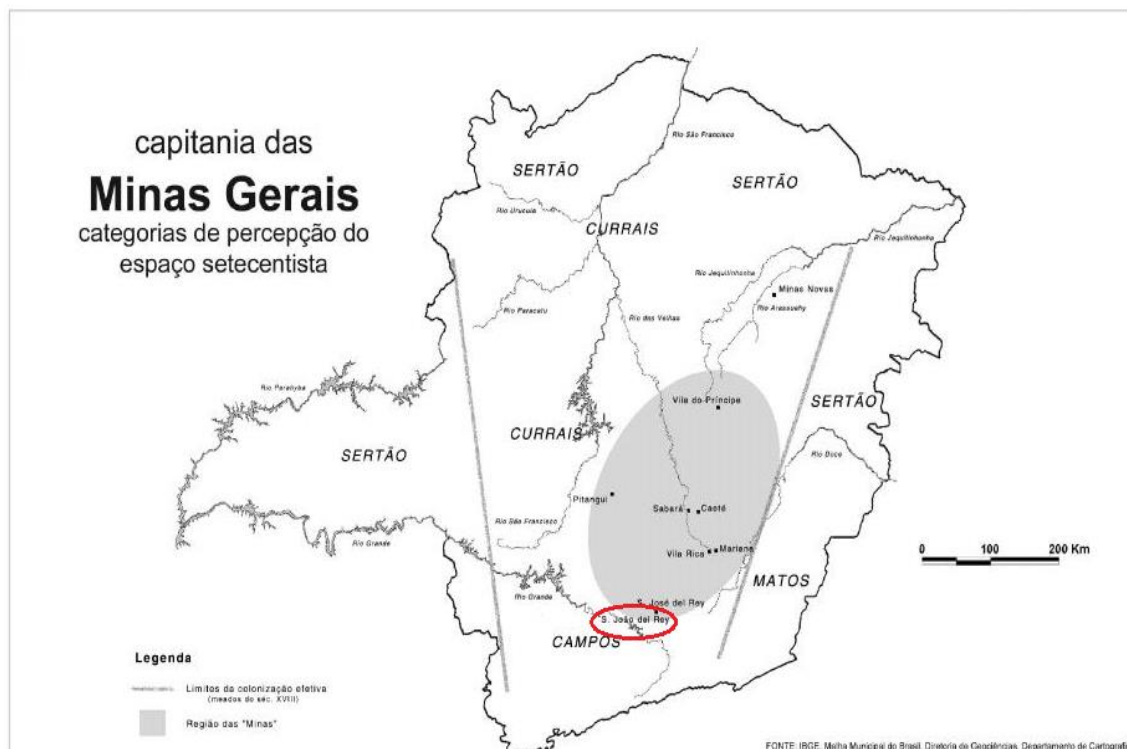 capitania das
Minas Gerais
categorias de percepção do
espaço setecentista
Rio São Francisco
SERTÃO
SERTÃO
Rio Urucuia
CURRAIS
Rio Jequitinhonha
Rio Jequitinhonha
Minas Novas
Rio Arassuahy
Rio Paracatu
Rio das Velhas
Rio Paranyba
Vila do Príncipe
SERTÃO
CURRAIS
SERTÃO
Rio Doce
Pitangui
Sabará
Caeté
Rio São Francisco
Rio Grande
Vila Rica
Mariana
0 100 200 Km
MATOS
Rio Grande
S. José del Rey
S. João del Rey
CAMPOS
Legenda
Limites da colonização efetiva
(meados do séc. XVIII)
Região das "Minas"
FONTE: IBGE, Malha Municipal do Brasil, Diretoria de Geociências, Departamento de Cartografia